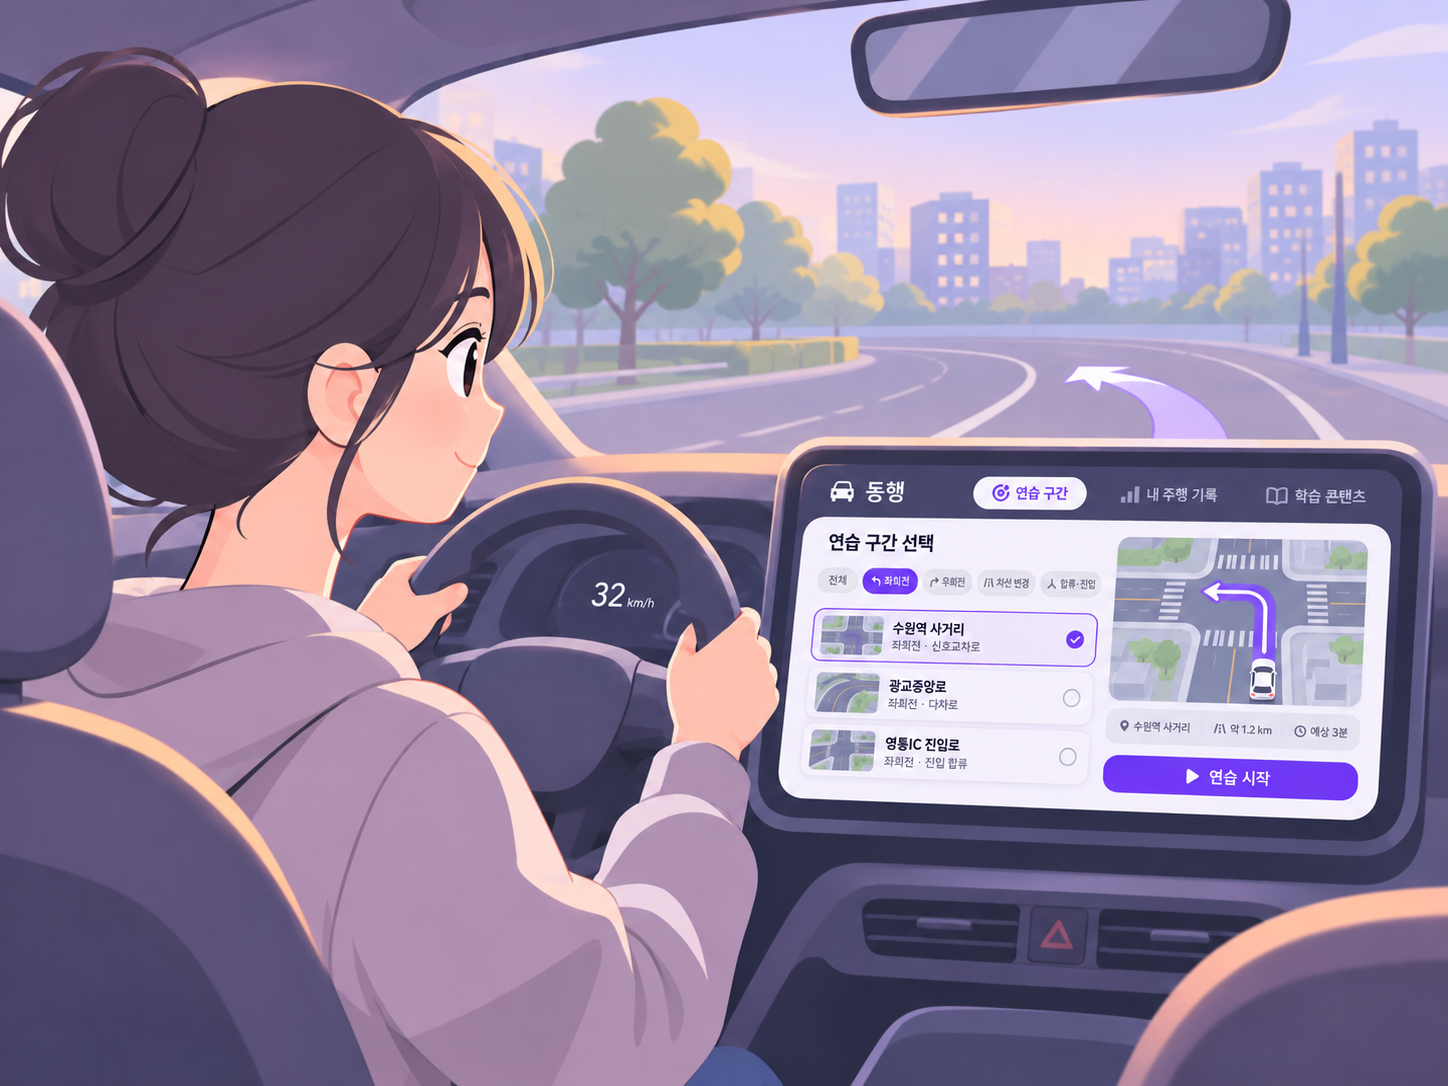 32 km/h
동행
연습 구간
내 주행 기록
학습 콘텐츠
연습 구간 선택
전체
좌회전
우회전
차선 변경
합류·진입
수원역 사거리
좌회전 · 신호교차로
광교중앙로
좌회전 · 다차로
영통IC 진입로
좌회전 · 진입 합류
수원역 사거리
약 1.2 km
예상 3분
연습 시작